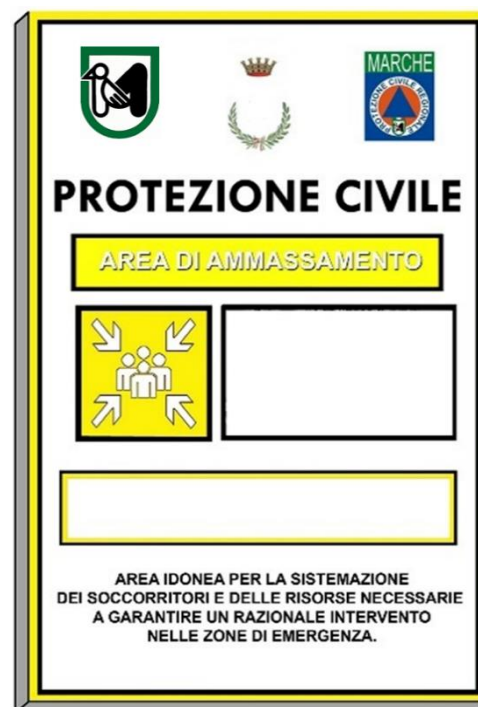 MARCHE
PROTEZIONE CIVILE REGIONALE
PROTEZIONE CIVILE
AREA DI AMMASSAMENTO
AREA IDONEA PER LA SISTEMAZIONE
DEI SOCCORRITORI E DELLE RISORSE NECESSARIE
A GARANTIRE UN RAZIONALE INTERVENTO
NELLE ZONE DI EMERGENZA.